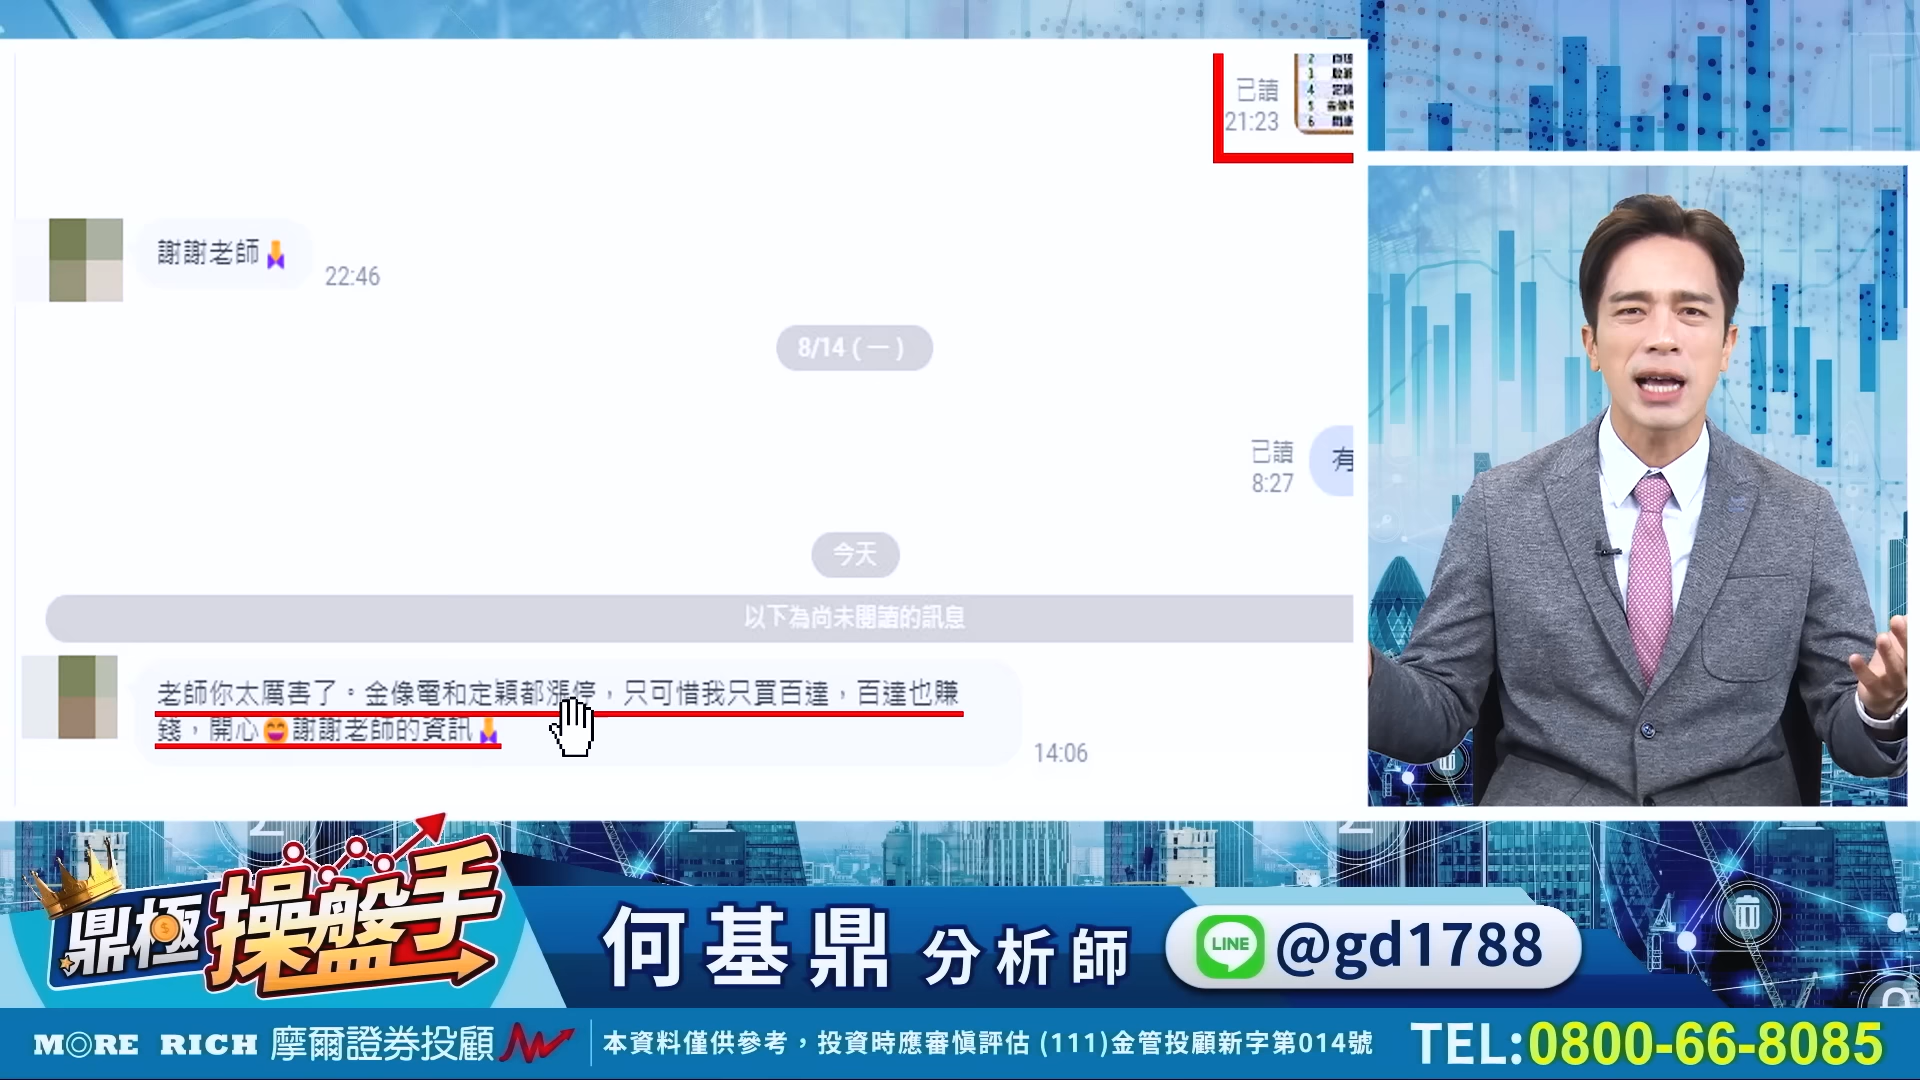 已讀
21:23
2
3
4
5
6
謝謝老師
22:46
8/14 ( 一 )
已讀
8:27
有
今天
以下為尚未閱讀的訊息
老師你太厲害了。金像電和定穎都漲停，只可惜我只買百達，百達也賺
錢，開心😄謝謝老師的資訊
14:06
鼎極操盤手
何基鼎 分析師
LINE @gd1788
MORE RICH 摩爾證券投顧
本資料僅供參考，投資時應審慎評估 (111)金管投顧新字第014號
TEL:0800-66-8085